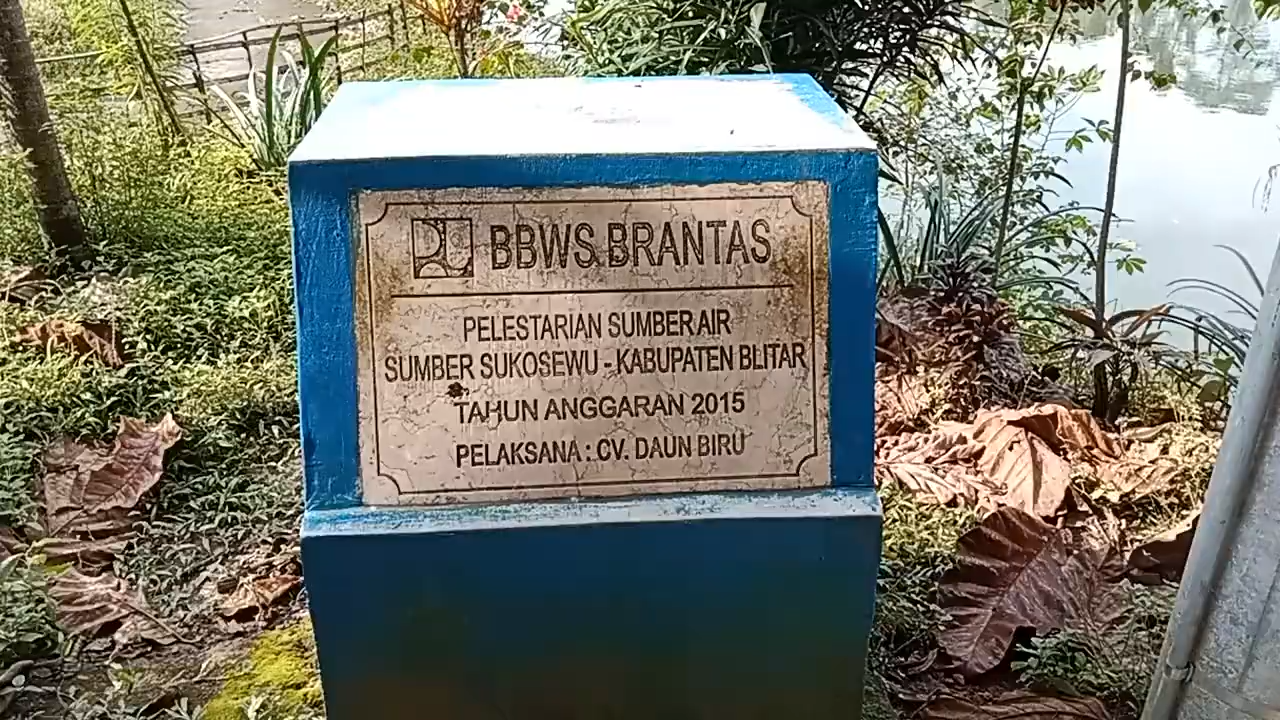 BBWS.BRANTAS
PELESTARIAN SUMBER AIR
SUMBER SUKOSEWU - KABUPATEN BLITAR
TAHUN ANGGARAN 2015
PELAKSANA : CV. DAUN BIRU